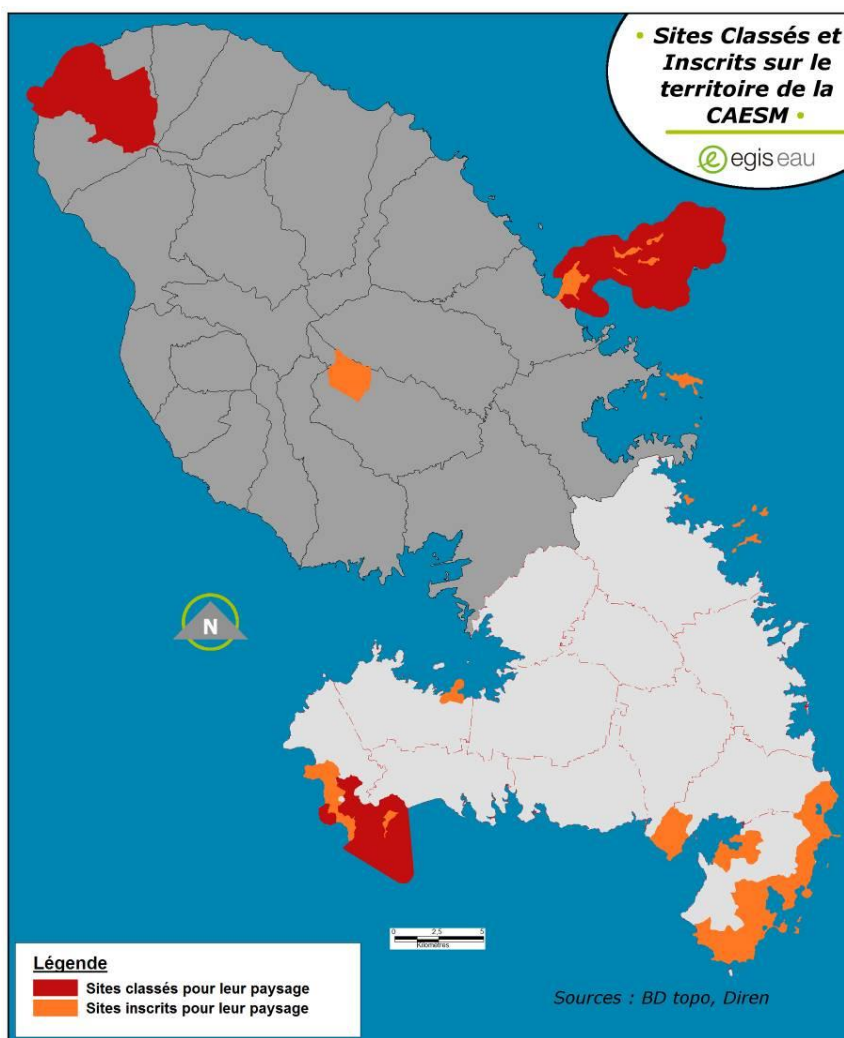 • Sites Classés et
Inscrits sur le
territoire de la
CAESM •
egis eau
N
0 2,5 5
Kilomètres
Légende
Sites classés pour leur paysage
Sites inscrits pour leur paysage
Sources : BD topo, Diren